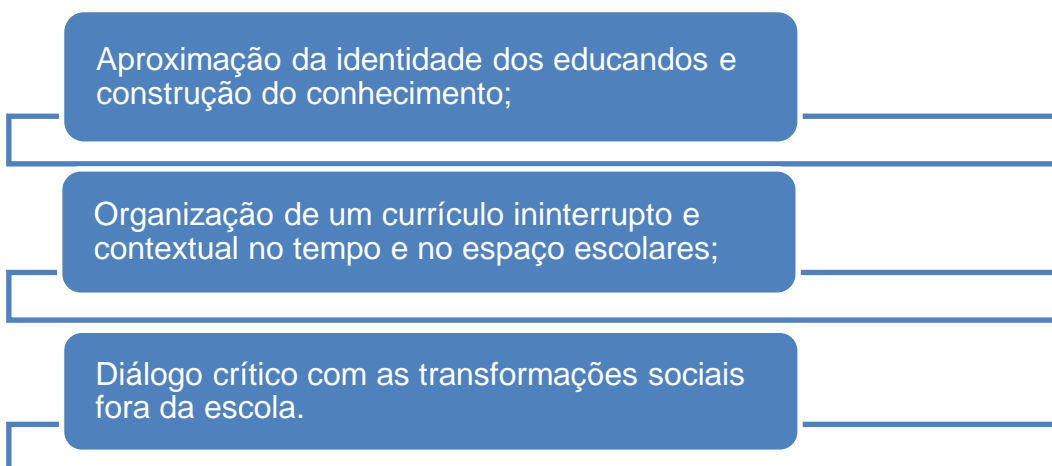 Aproximação da identidade dos educandos e
construção do conhecimento;
Organização de um currículo ininterrupto e
contextual no tempo e no espaço escolares;
Diálogo crítico com as transformações sociais
fora da escola.